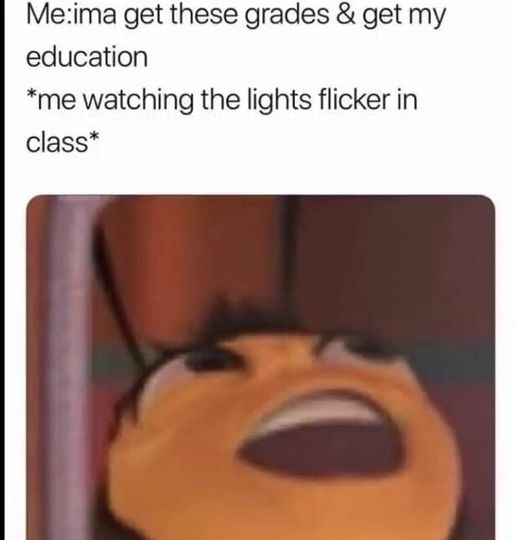 Me:ima get these grades & get my
education
*me watching the lights flicker in
class*